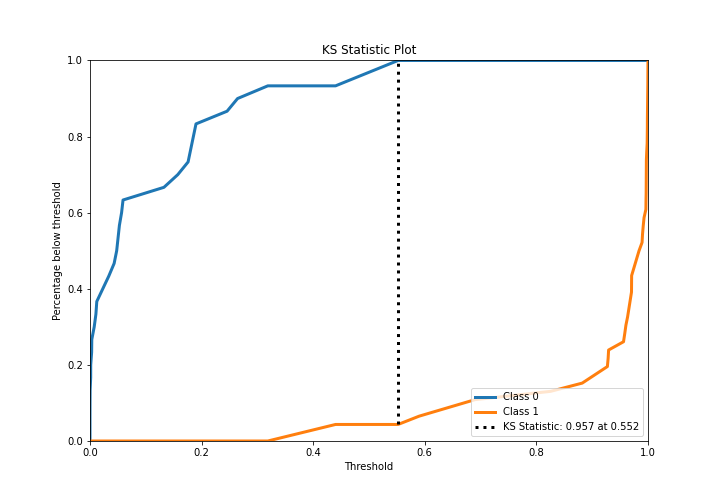 KS Statistic Plot
1.0
0.8
0.6
0.4
0.2
0.0
Percentage below threshold
0.0 0.2 0.4 0.6 0.8 1.0
Threshold
Class 0
Class 1
KS Statistic: 0.957 at 0.552